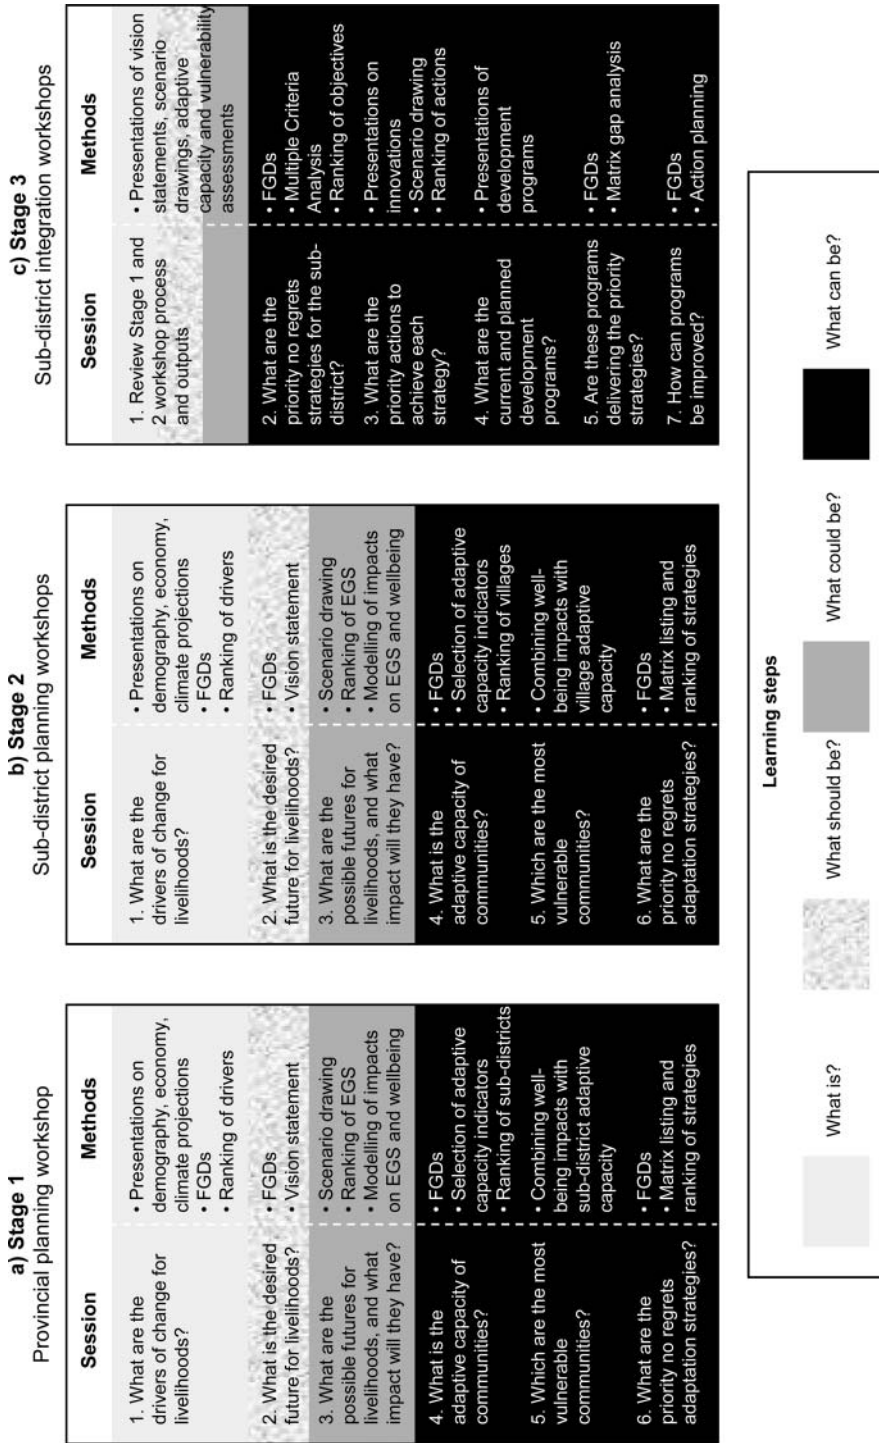 a) Stage 1
Provincial planning workshop
Session
Methods
1. What are the
drivers of change for
livelihoods?
• Presentations on
demography, economy,
climate projections
• FGDs
• Ranking of drivers
2. What is the desired
future for livelihoods?
• FGDs
• Vision statement
3. What are the
possible futures for
livelihoods, and what
impact will they have?
• Scenario drawing
• Ranking of EGS
• Modelling of impacts
on EGS and wellbeing
4. What is the
adaptive capacity of
communities?
• FGDs
• Selection of adaptive
capacity indicators
• Ranking of sub-districts
5. Which are the most
vulnerable
communities?
• Combining well-
being impacts with
sub-district adaptive
capacity
6. What are the
priority no regrets
adaptation strategies?
• FGDs
• Matrix listing and
ranking of strategies
b) Stage 2
Sub-district planning workshops
Session
Methods
1. What are the
drivers of change for
livelihoods?
• Presentations on
demography, economy,
climate projections
• FGDs
• Ranking of drivers
2. What is the desired
future for livelihoods?
• FGDs
• Vision statement
3. What are the
possible futures for
livelihoods, and what
impact will they have?
• Scenario drawing
• Ranking of EGS
• Modelling of impacts
on EGS and wellbeing
4. What is the
adaptive capacity of
communities?
• FGDs
• Selection of adaptive
capacity indicators
• Ranking of villages
5. Which are the most
vulnerable
communities?
• Combining well-
being impacts with
village adaptive
capacity
6. What are the
priority no regrets
adaptation strategies?
• FGDs
• Matrix listing and
ranking of strategies
c) Stage 3
Sub-district integration workshops
Session
Methods
1. Review Stage 1 and
2 workshop process
and outputs
• Presentations of vision
statements, scenario
drawings, adaptive
capacity and vulnerability
assessments
2. What are the
priority no regrets
strategies for the sub-
district?
• FGDs
• Multiple Criteria
Analysis
• Ranking of objectives
3. What are the
priority actions to
achieve each
strategy?
• Presentations on
innovations
• Scenario drawing
• Ranking of actions
4. What are the
current and planned
development
programs?
• Presentations of
development
programs
5. Are these programs
delivering the priority
strategies?
• FGDs
• Matrix gap analysis
7. How can programs
be improved?
• FGDs
• Action planning
Learning steps
What is?
What should be?
What could be?
What can be?